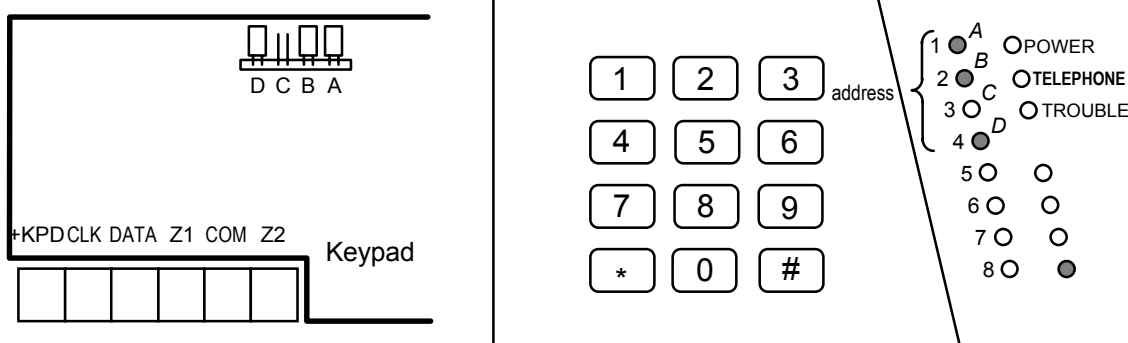 D C B A
+KPD CLK DATA Z1 COM Z2
Keypad
1 2 3
4 5 6
7 8 9
* 0 #
address
1 A POWER
2 B TELEPHONE
3 C TROUBLE
4 D
5
6
7
8